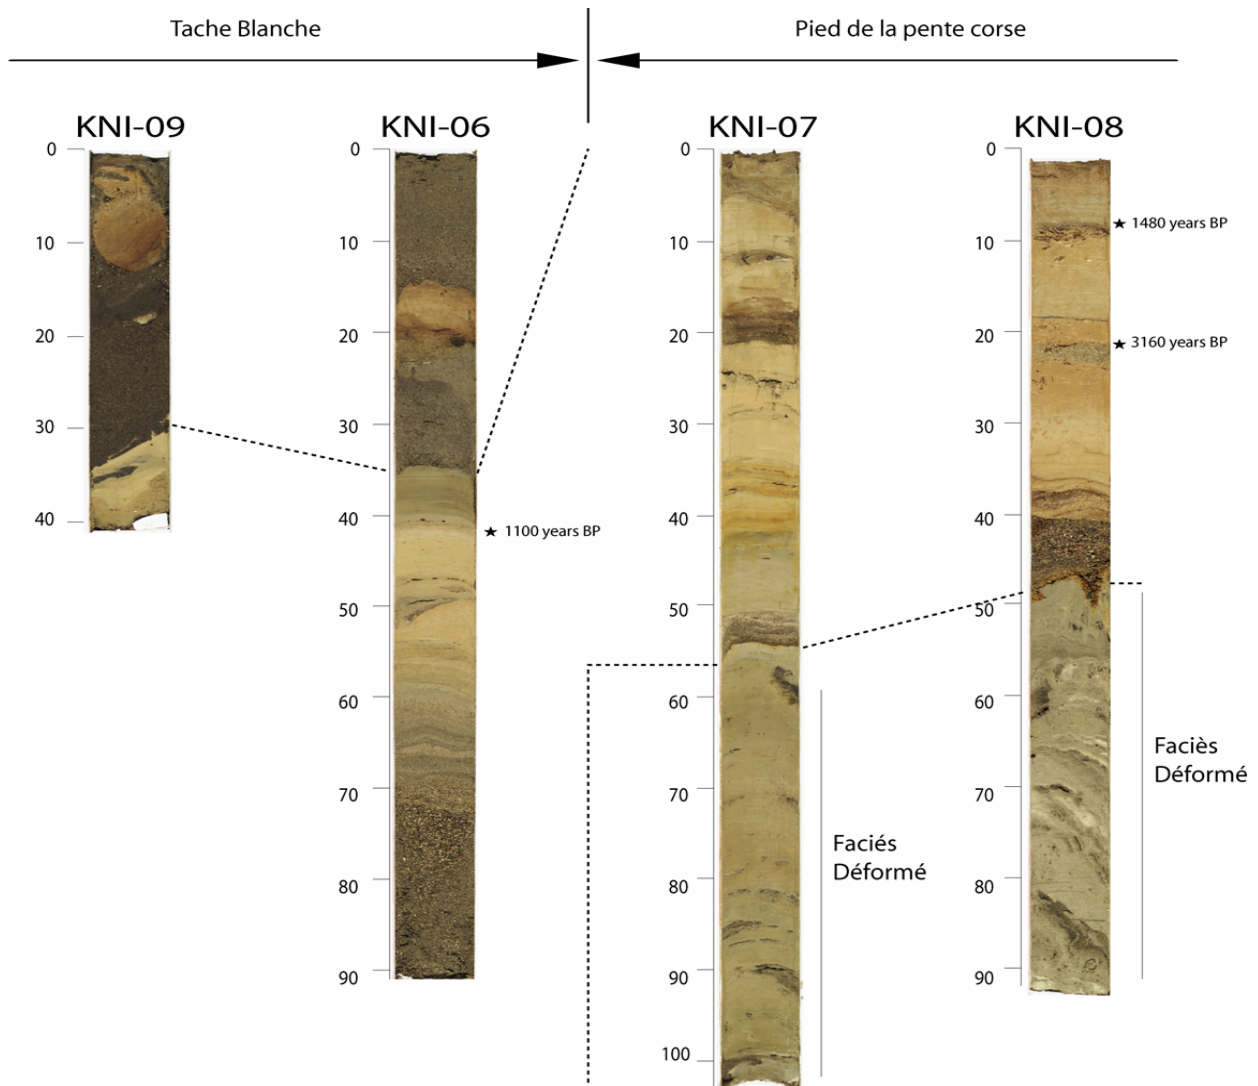 Tache Blanche
Pied de la pente corse
KNI-09
KNI-06
KNI-07
KNI-08
0
10
20
30
40
0
10
20
30
40
50
60
70
80
90
★ 1100 years BP
0
10
20
30
40
50
60
70
80
90
100
Faciés
Déformé
0
10
20
30
40
50
60
70
80
90
★ 1480 years BP
★ 3160 years BP
Faciès
Déformé